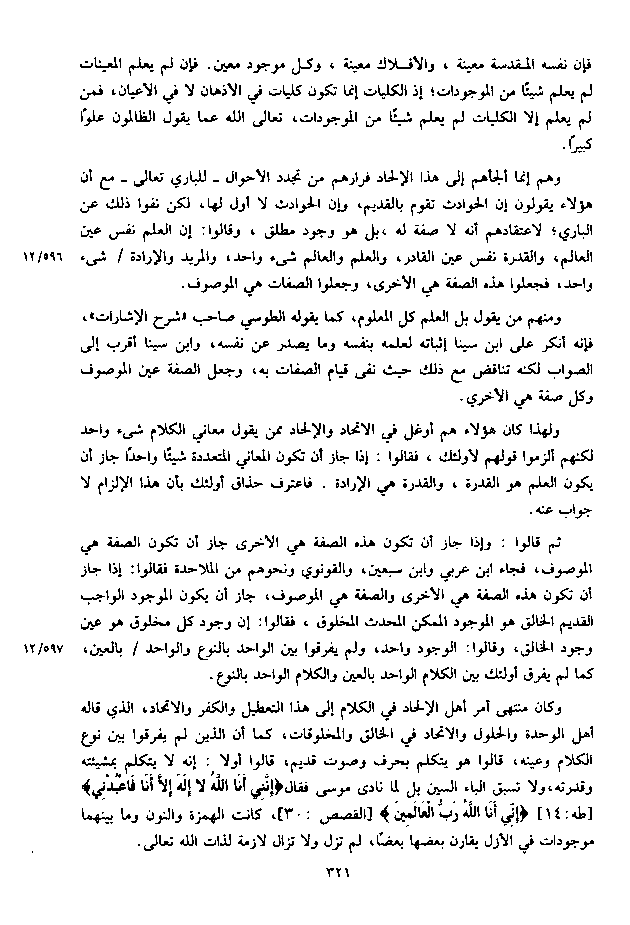 فإن نفسه المقدسة معينة ، والأفلاك معينة ، وكل موجود معين. فإن لم يعلم المعينات
لم يعلم شيئًا من الموجودات؛ إذ الكليات إنما تكون كليات في الأذهان لا في الأعيان، فمن
لم يعلم إلا الكليات لم يعلم شيئًا من الموجودات، تعالى الله عما يقول الظالمون علوًا
كبيرًا.
وهم إنما ألجأهم إلى هذا الإلحاد فرارهم من تجدد الأحوال ـ للباري تعالى ـ مع أن
هؤلاء يقولون إن الحوادث تقوم بالقديم، وإن الحوادث لا أول لها، لكن نفوا ذلك عن
الباري؛ لاعتقادهم أنه لا صفة له ،بل هو وجود مطلق ، وقالوا: إن العلم نفس عين
العالم، والقدرة نفس عين القادر، والعلم والعالم شىء واحد، والمريد والإرادة / شىء ١٢/٥٩٦
واحد، فجعلوا هذه الصفة هي الأخرى، وجعلوا الصفات هي الموصوف.
ومنهم من يقول بل العلم كل المعلوم، كما يقوله الطوسي صاحب «شرح الإشارات»،
فإنه أنكر على ابن سينا إثباته لعلمه بنفسه وما يصدر عن نفسه، وابن سينا أقرب إلى
الصواب لكنه تناقض مع ذلك حيث نفى قيام الصفات به، وجعل الصفة عين الموصوف
وكل صفة هي الأخري.
ولهذا كان هؤلاء هم أوغل في الاتحاد والإلحاد ممن يقول معاني الكلام شىء واحد
لكنهم ألزموا قولهم لأولئك ، فقالوا : إذا جاز أن تكون المعاني المتعددة شيئًا واحدًا جاز أن
يكون العلم هو القدرة ، والقدرة هي الإرادة . فاعترف حذاق أولئك بأن هذا الإلزام لا
جواب عنه.
ثم قالوا : وإذا جاز أن تكون هذه الصفة هي الأخرى جاز أن تكون الصفة هي
الموصوف، فجاء ابن عربي وابن سبعين، والقونوي ونحوهم من الملاحدة فقالوا: إذا جاز
أن تكون هذه الصفة هي الأخرى والصفة هي الموصوف، جاز أن يكون الموجود الواجب
القديم الخالق هو الموجود الممكن المحدث المخلوق ، فقالوا: إن وجود كل مخلوق هو عين
وجود الخالق، وقالوا: الوجود واحد، ولم يفرقوا بين الواحد بالنوع والواحد / بالعين، ١٢/٥٩٧
كما لم يفرق أولئك بين الكلام الواحد بالعين والكلام الواحد بالنوع.
وكان منتهى أمر أهل الإلحاد في الكلام إلى هذا التعطيل والكفر والاتحاد، الذي قاله
أهل الوحدة والحلول والاتحاد في الخالق والمخلوقات، كما أن الذين لم يفرقوا بين نوع
الكلام وعينه، قالوا هو يتكلم بحرف وصوت قديم، قالوا أولا : إنه لا يتكلم بمشيئته
وقدرته،ولا تسبق الباء السين بل لما نادى موسى فقال﴿إِنَّنِي أَنَا اللَّهُ لا إِلَهَ إِلاَّ أَنَا فَاعْبُدْنِي﴾
[طه:١٤] ﴿إِنِّي أَنَا اللَّهُ رَبُّ الْعَالَمِينَ﴾ [القصص :٣٠]، كانت الهمزة والنون وما بينهما
موجودات في الأزل يقارن بعضها بعضًا، لم تزل ولا تزال لازمة لذات الله تعالى.
٣٢١